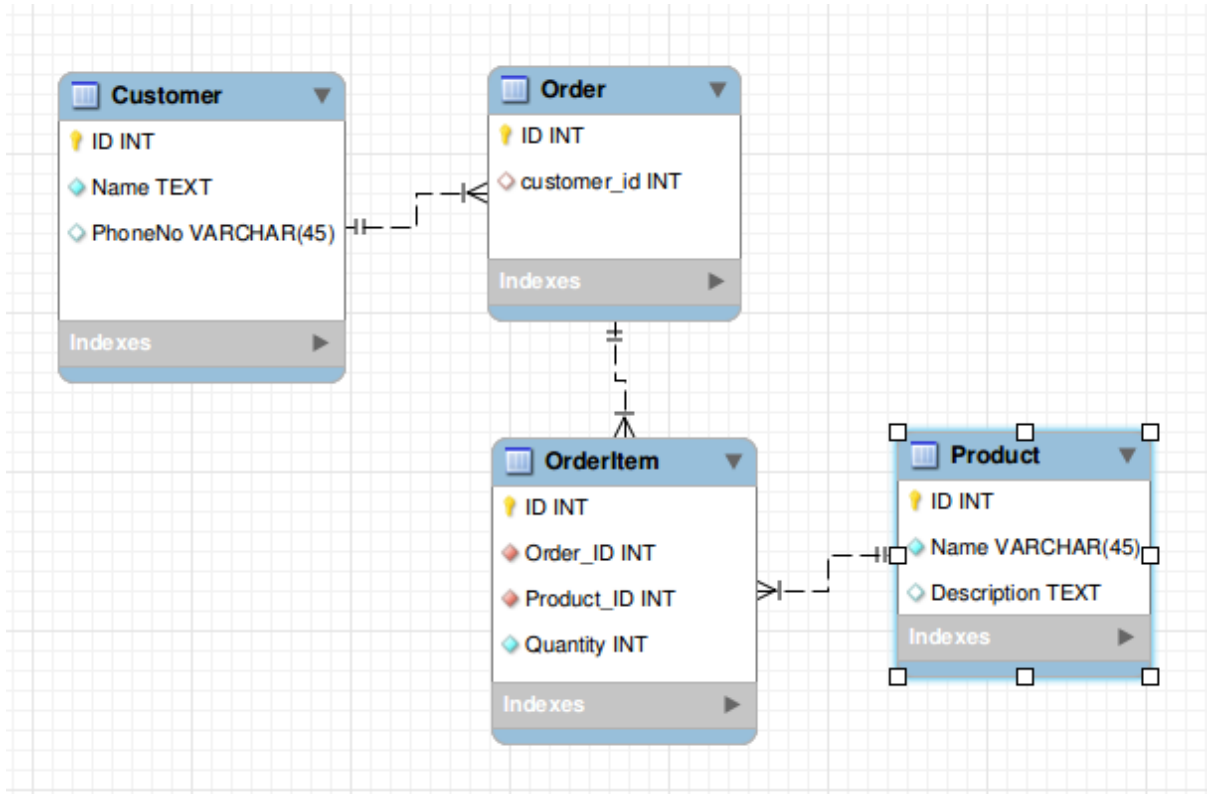 Customer
ID INT
Name TEXT
PhoneNo VARCHAR(45)
Indexes
Order
ID INT
customer_id INT
Indexes
OrderItem
ID INT
Order_ID INT
Product_ID INT
Quantity INT
Indexes
Product
ID INT
Name VARCHAR(45)
Description TEXT
Indexes